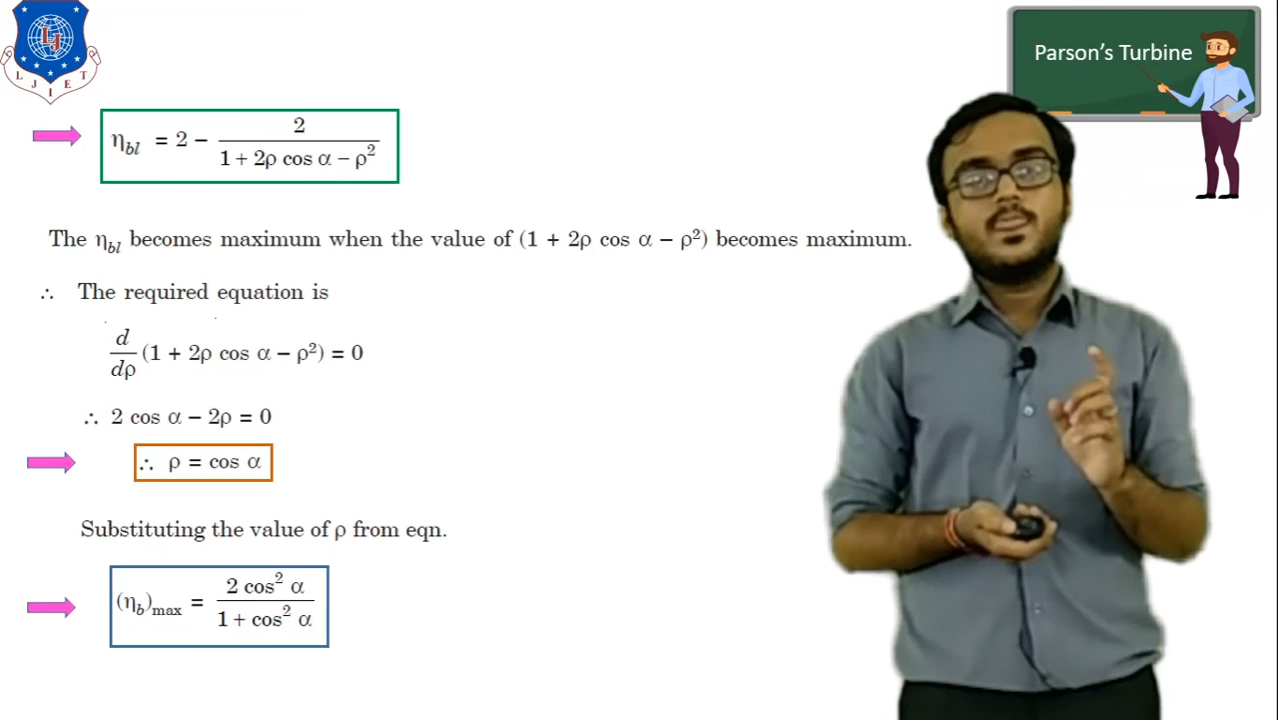 L J I E T
Parson's Turbine
η_bl = 2 − 2 / (1 + 2ρ cos α − ρ²)
The η_bl becomes maximum when the value of (1 + 2ρ cos α − ρ²) becomes maximum.
∴ The required equation is
d/dρ (1 + 2ρ cos α − ρ²) = 0
∴ 2 cos α − 2ρ = 0
∴ ρ = cos α
Substituting the value of ρ from eqn.
(η_b)_max = 2 cos² α / (1 + cos² α)